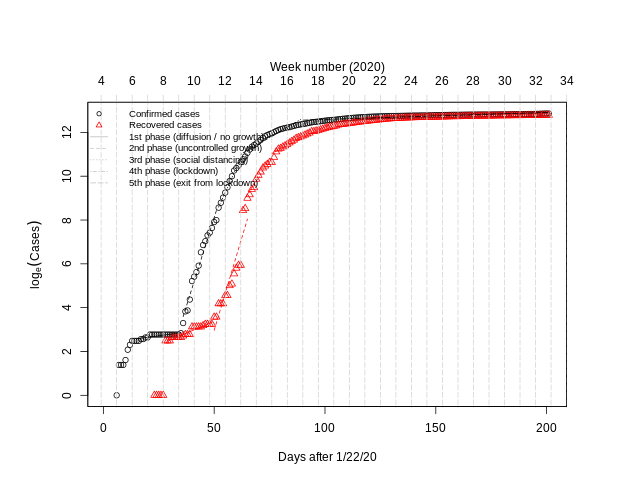 Week number (2020)
4 6 8 10 12 14 16 18 20 22 24 26 28 30 32 34
Confirmed cases
Recovered cases
1st phase (diffusion / no growth)
2nd phase (uncontrolled growth)
3rd phase (social distancing)
4th phase (lockdown)
5th phase (exit from lockdown)
12
10
8
6
4
2
0
logₑ(Cases)
0 50 100 150 200
Days after 1/22/20